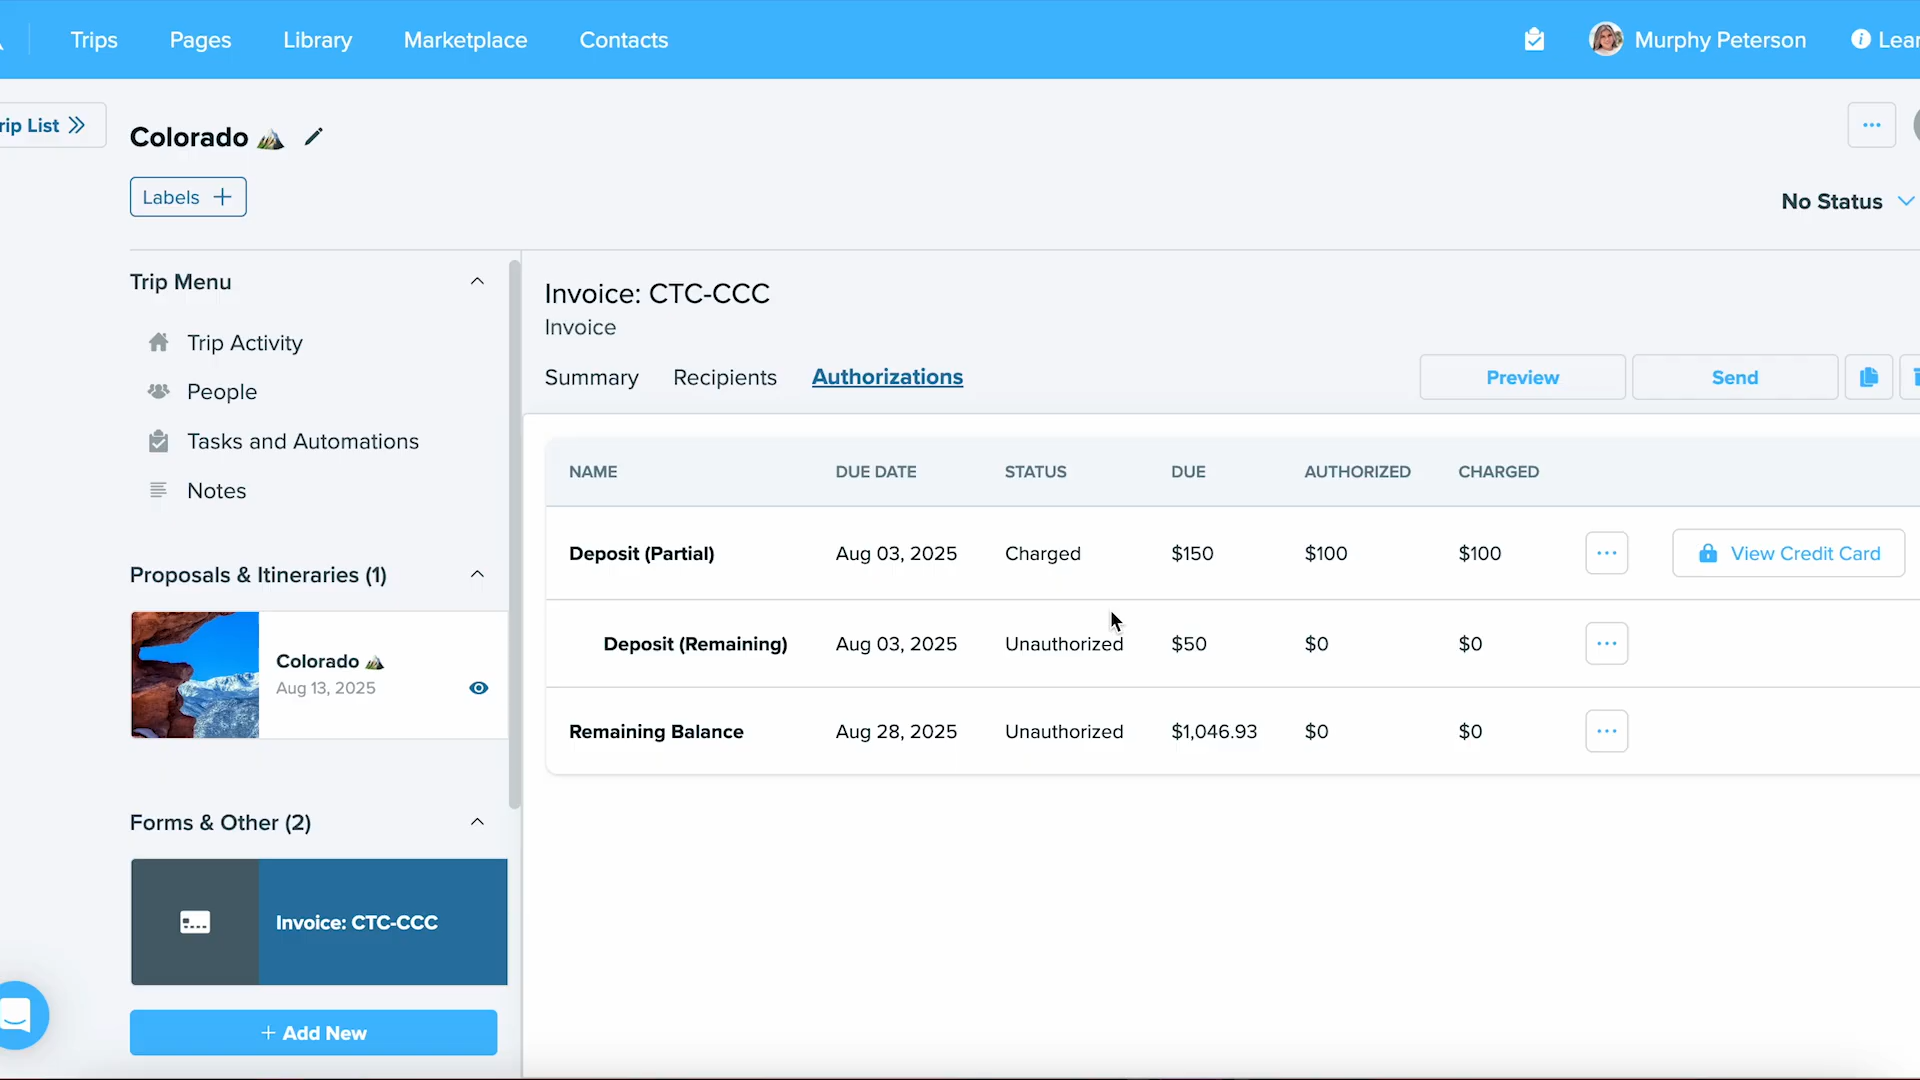 Trips Pages Library Marketplace Contacts Murphy Peterson Lear
rip List
Colorado
Labels +
No Status
Trip Menu
Trip Activity
People
Tasks and Automations
Notes
Proposals & Itineraries (1)
Colorado
Aug 13, 2025
Forms & Other (2)
Invoice: CTC-CCC
+ Add New
Invoice: CTC-CCC
Invoice
Summary Recipients Authorizations
Preview Send
NAME DUE DATE STATUS DUE AUTHORIZED CHARGED
Deposit (Partial) Aug 03, 2025 Charged $150 $100 $100 ... View Credit Card
Deposit (Remaining) Aug 03, 2025 Unauthorized $50 $0 $0 ...
Remaining Balance Aug 28, 2025 Unauthorized $1,046.93 $0 $0 ...